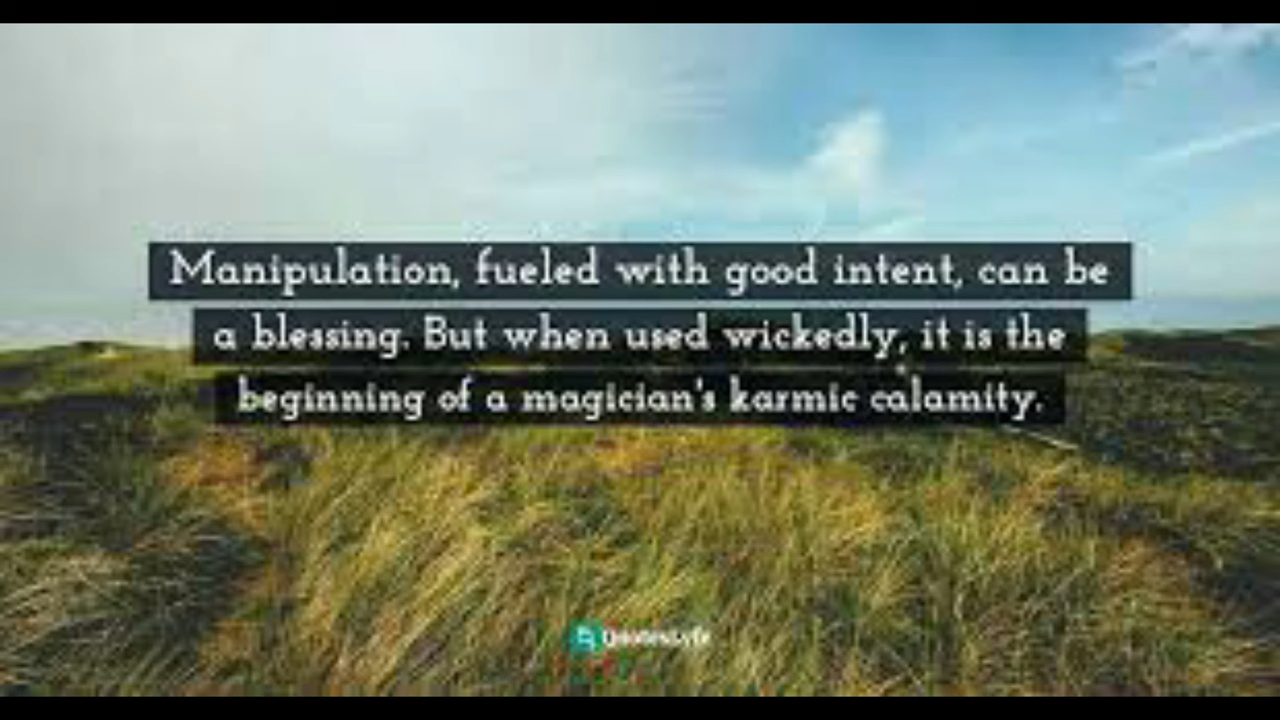 Manipulation, fueled with good intent, can be
a blessing. But when used wickedly, it is the
beginning of a magician's karmic calamity.
QuotesLyfe